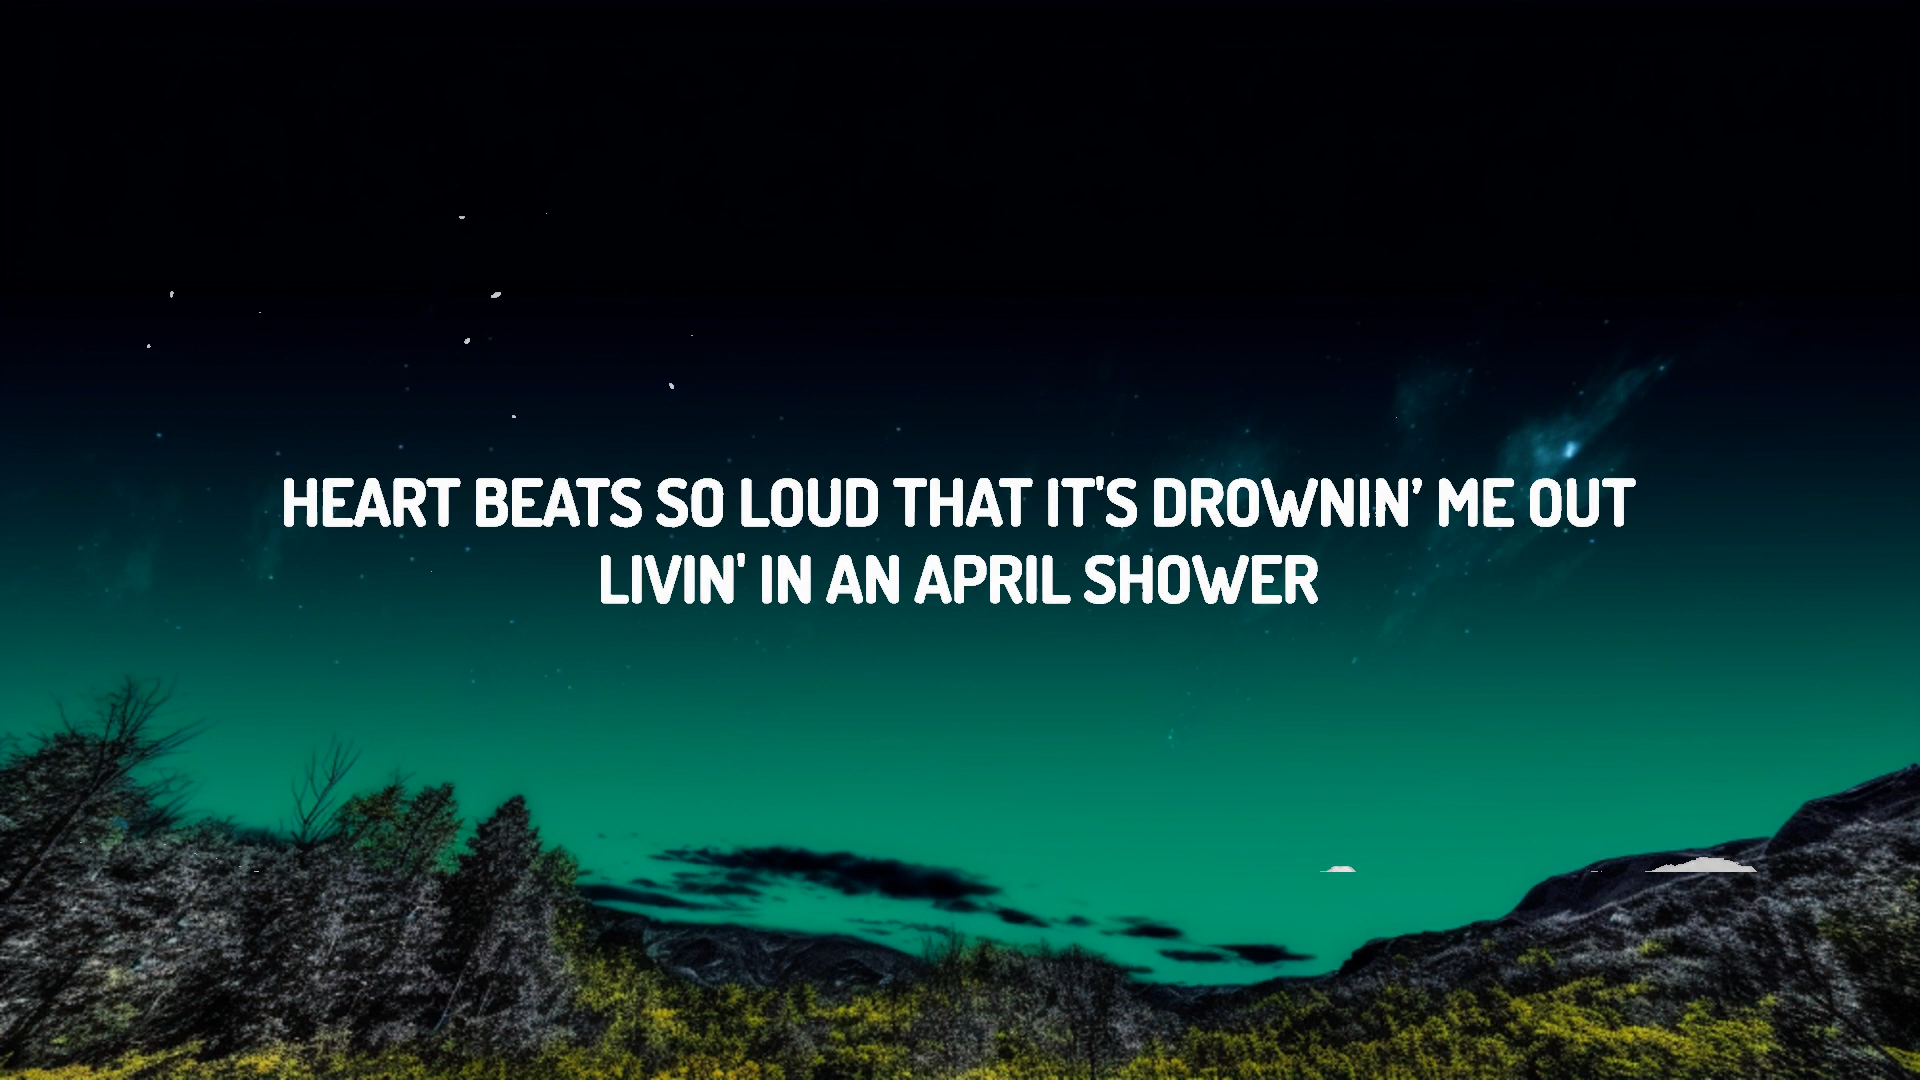 HEART BEATS SO LOUD THAT IT'S DROWNIN’ ME OUT
LIVIN' IN AN APRIL SHOWER